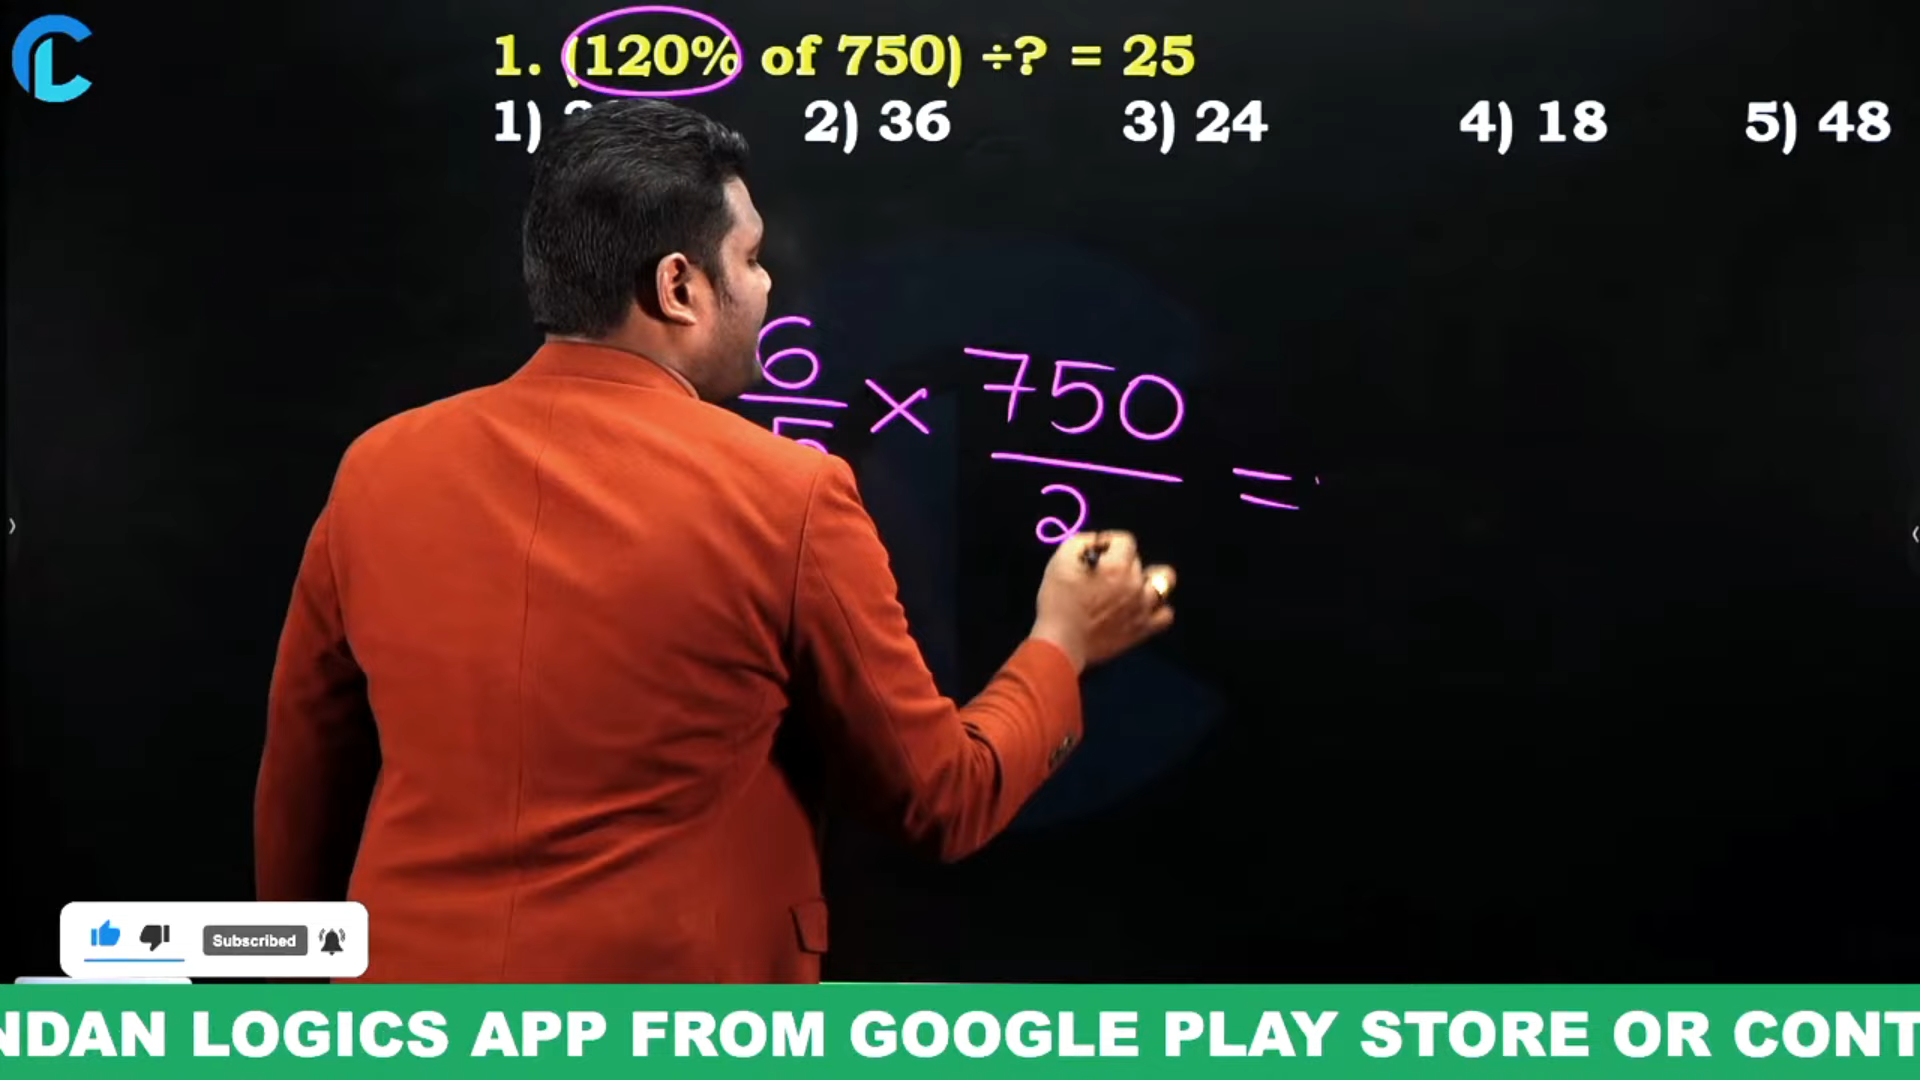 1. (120% of 750) ÷? = 25
1) 2) 36 3) 24 4) 18 5) 48
6/5 × 750/2 =
Subscribed
NDAN LOGICS APP FROM GOOGLE PLAY STORE OR CONT